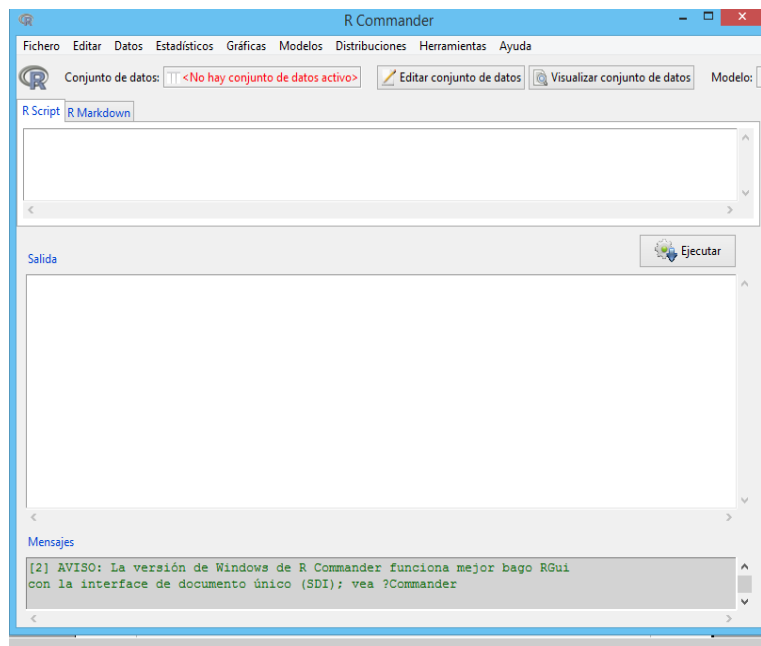 R Commander
Fichero Editar Datos Estadísticos Gráficas Modelos Distribuciones Herramientas Ayuda
Conjunto de datos: <No hay conjunto de datos activo> Editar conjunto de datos Visualizar conjunto de datos Modelo:
R Script R Markdown
Ejecutar
Salida
Mensajes
[2] AVISO: La versión de Windows de R Commander funciona mejor bago RGui
con la interface de documento único (SDI); vea ?Commander